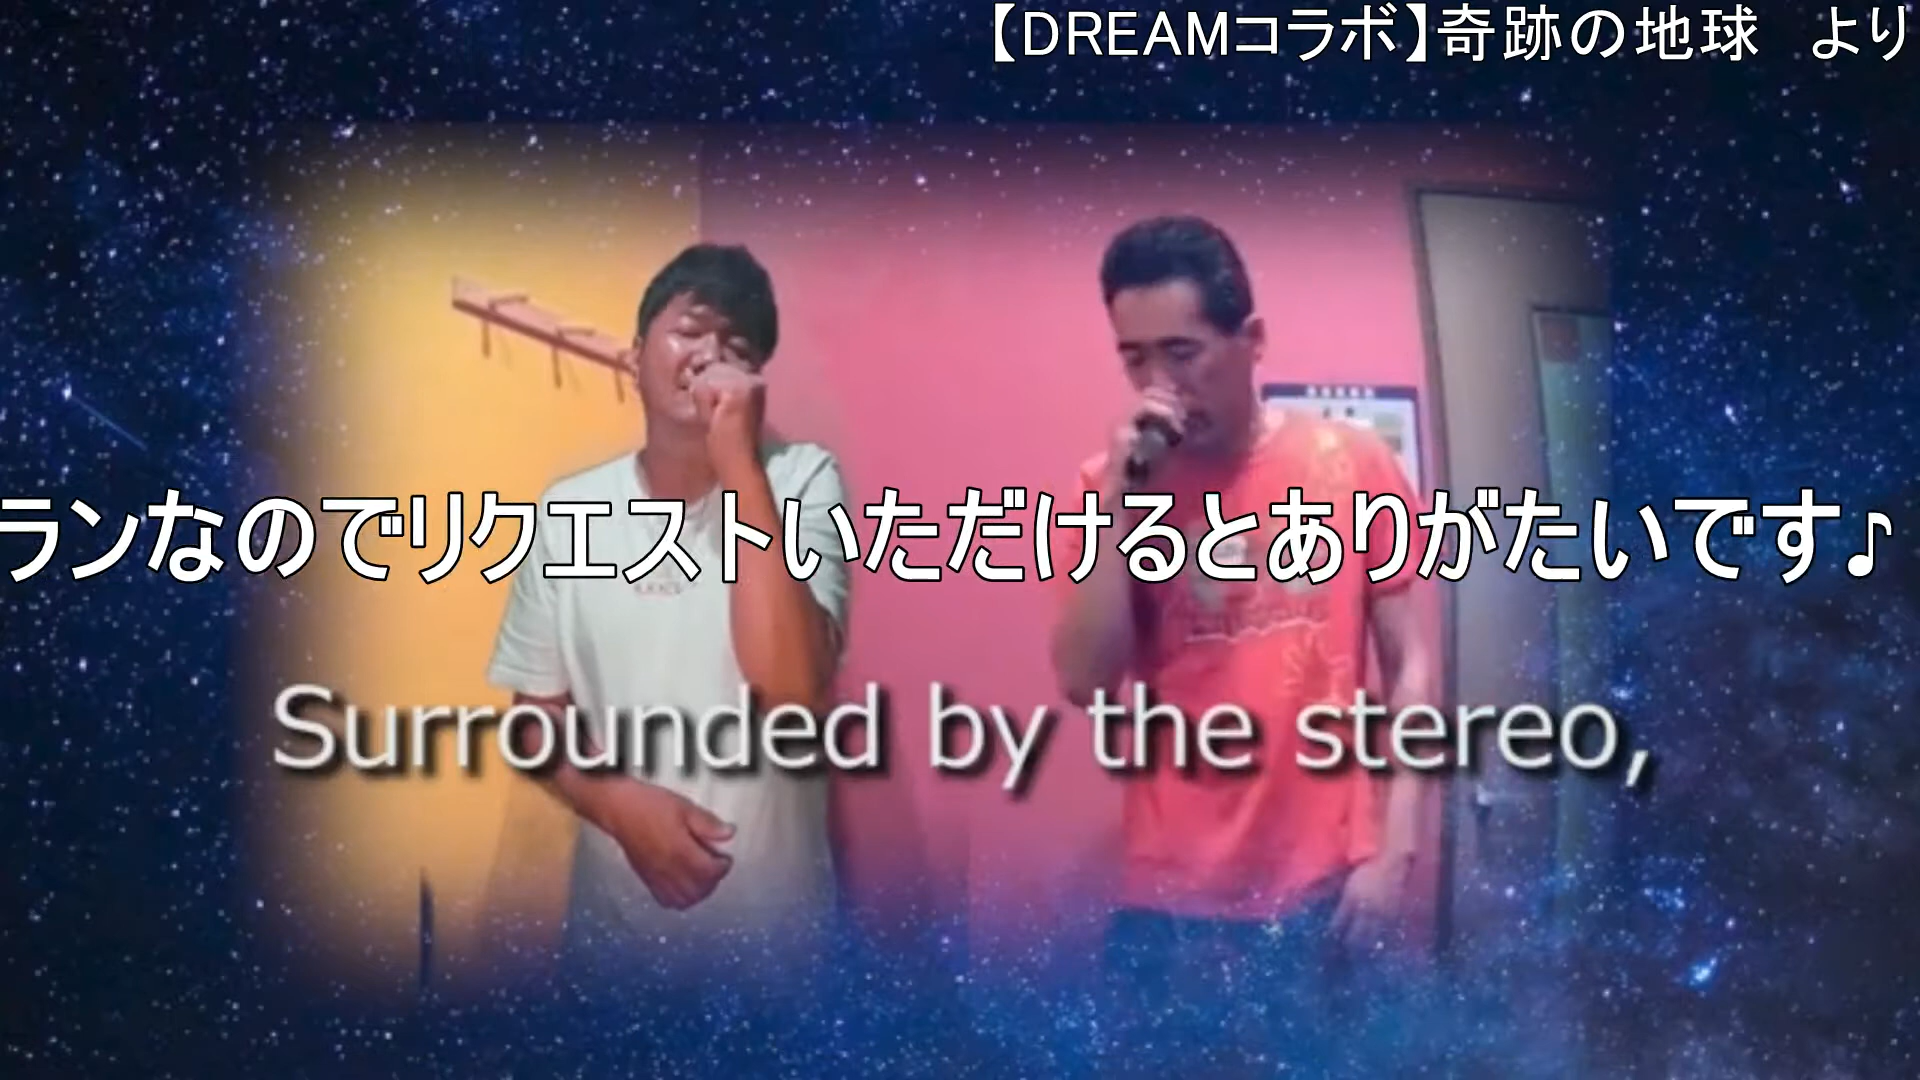 【DREAMコラボ】奇跡の地球　より
ランなのでリクエストいただけるとありがたいです♪
Surrounded by the stereo,